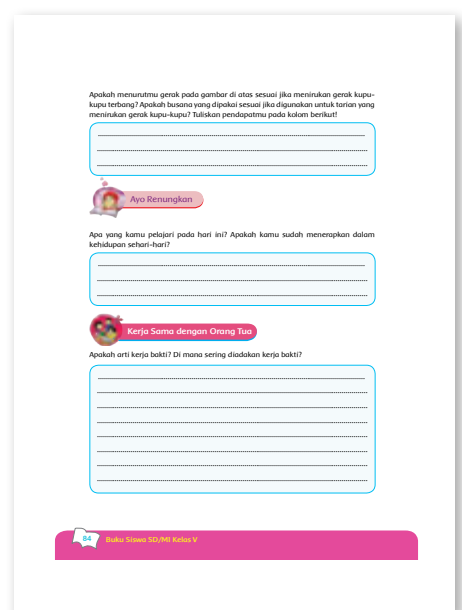 Apakah menurutmu gerak pada gambar di atas sesuai jika menirukan gerak kupu-
kupu terbang? Apakah busana yang dipakai sesuai jika digunakan untuk tarian yang
menirukan gerak kupu-kupu? Tuliskan pendapatmu pada kolom berikut!
Ayo Renungkan
Apa yang kamu pelajari pada hari ini? Apakah kamu sudah menerapkan dalam
kehidupan sehari-hari?
Kerja Sama dengan Orang Tua
Apakah arti kerja bakti? Di mana sering diadakan kerja bakti?
84 Buku Siswa SD/MI Kelas V